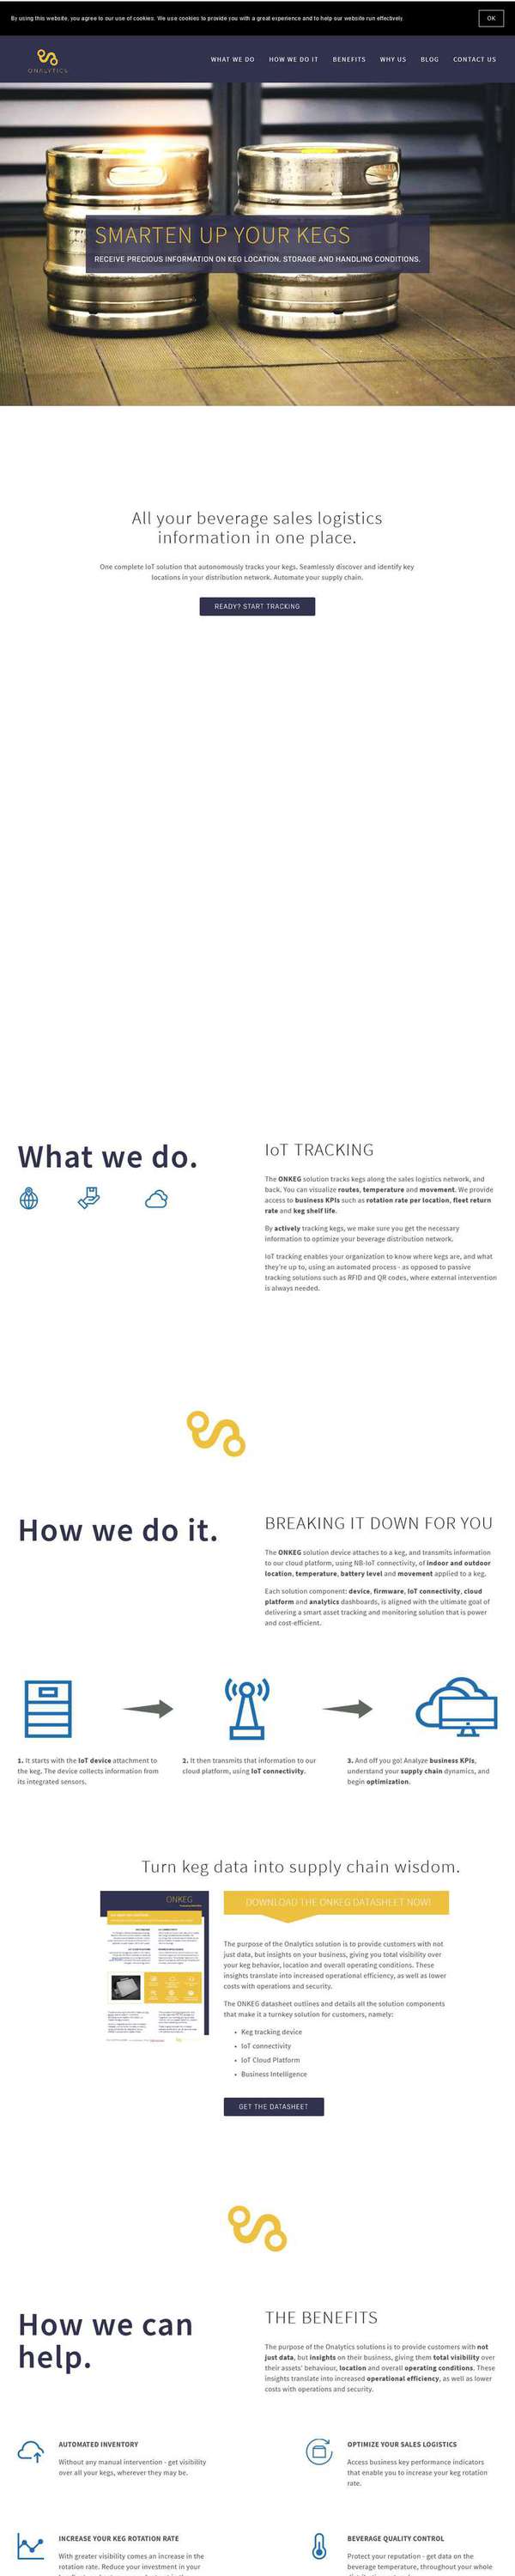 By using this website, you agree to our use of cookies. We use cookies to provide you with a great experience and to help our website run effectively.
OK
ONALYTICS
WHAT WE DO
HOW WE DO IT
BENEFITS
WHY US
BLOG
CONTACT US
SMARTEN UP YOUR KEGS
RECEIVE PRECIOUS INFORMATION ON KEG LOCATION, STORAGE AND HANDLING CONDITIONS.
All your beverage sales logistics
information in one place.
One complete IoT solution that autonomously tracks your kegs. Seamlessly discover and identify key
locations in your distribution network. Automate your supply chain.
READY? START TRACKING
What we do.
IoT TRACKING
The ONKEG solution tracks kegs along the sales logistics network, and
back. You can visualize routes, temperature and movement. We provide
access to business KPIs such as rotation rate per location, fleet return
rate and keg shelf life.
By actively tracking kegs, we make sure you get the necessary
information to optimize your beverage distribution network.
IoT tracking enables your organization to know where kegs are, and what
they're up to, using an automated process - as opposed to passive
tracking solutions such as RFID and QR codes, where external intervention
is always needed.
How we do it.
BREAKING IT DOWN FOR YOU
The ONKEG solution device attaches to a keg, and transmits information
to our cloud platform, using NB-IoT connectivity, of indoor and outdoor
location, temperature, battery level and movement applied to a keg.
Each solution component: device, firmware, IoT connectivity, cloud
platform and analytics dashboards, is aligned with the ultimate goal of
delivering a smart asset tracking and monitoring solution that is power
and cost-efficient.
1. It starts with the IoT device attachment to
the keg. The device collects information from
its integrated sensors.
2. It then transmits that information to our
cloud platform, using IoT connectivity.
3. And off you go! Analyze business KPIs,
understand your supply chain dynamics, and
begin optimization.
Turn keg data into supply chain wisdom.
ONKEG
DOWNLOAD THE ONKEG DATASHEET NOW!
The purpose of the Onalytics solution is to provide customers with not
just data, but insights on your business, giving you total visibility over
your keg behavior, location and overall operating conditions. These
insights translate into increased operational efficiency, as well as lower
costs with operations and security.
The ONKEG datasheet outlines and details all the solution components
that make it a turnkey solution for customers, namely:
• Keg tracking device
• IoT connectivity
• IoT Cloud Platform
• Business Intelligence
GET THE DATASHEET
How we can
help.
THE BENEFITS
The purpose of the Onalytics solutions is to provide customers with not
just data, but insights on their business, giving them total visibility over
their assets' behaviour, location and overall operating conditions. These
insights translate into increased operational efficiency, as well as lower
costs with operations and security.
AUTOMATED INVENTORY
Without any manual intervention - get visibility
over all your kegs, wherever they may be.
OPTIMIZE YOUR SALES LOGISTICS
Access business key performance indicators
that enable you to increase your keg rotation
rate.
INCREASE YOUR KEG ROTATION RATE
With greater visibility comes an increase in the
rotation rate. Reduce your investment in your
BEVERAGE QUALITY CONTROL
Protect your reputation - get data on the
beverage temperature, throughout your whole